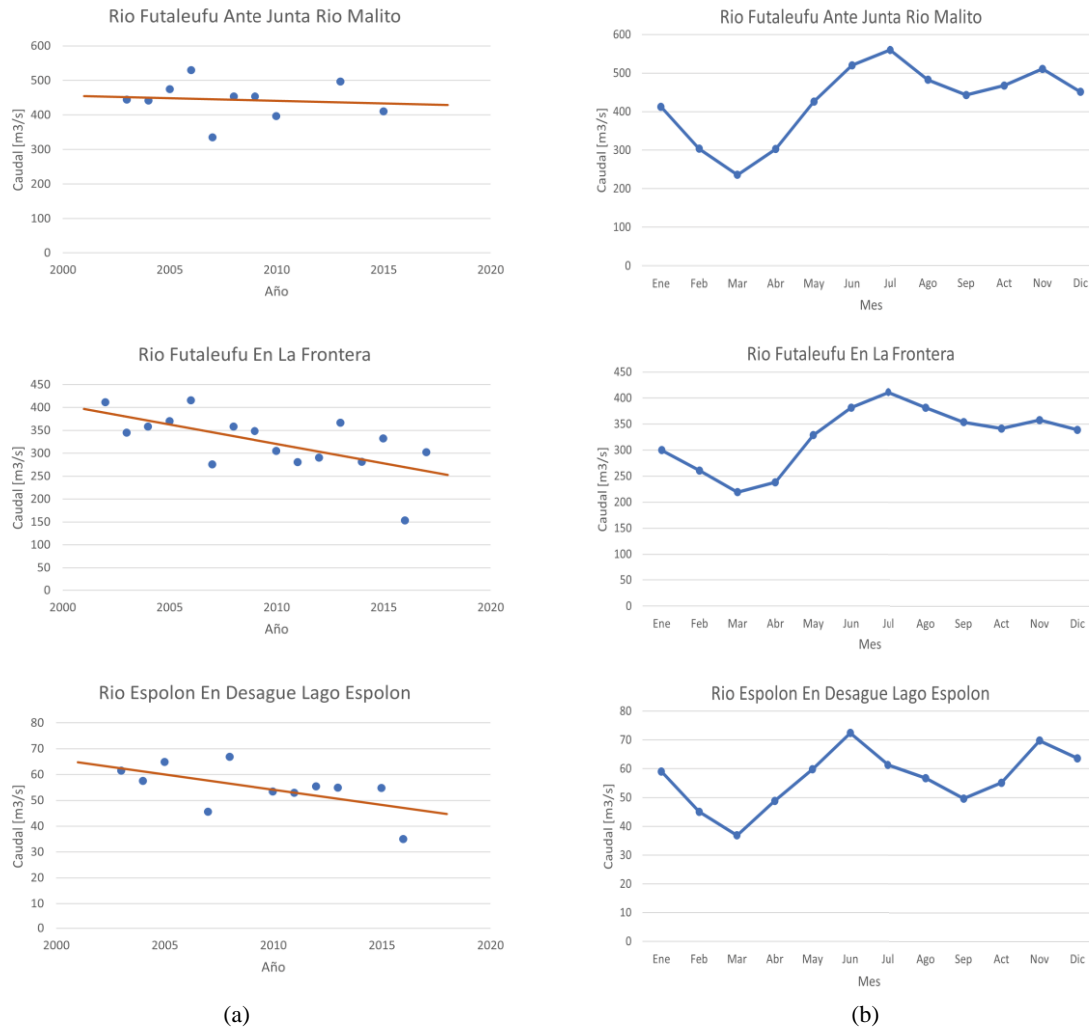 Rio Futaleufu Ante Junta Rio Malito
600
500
400
300
200
100
0
Caudal [m3/s]
2000 2005 2010 2015 2020
Año
Rio Futaleufu Ante Junta Rio Malito
600
500
400
300
200
100
0
Caudal [m3/s]
Ene Feb Mar Abr May Jun Jul Ago Sep Act Nov Dic
Mes
Rio Futaleufu En La Frontera
450
400
350
300
250
200
150
100
50
0
Caudal [m3/s]
2000 2005 2010 2015 2020
Año
Rio Futaleufu En La Frontera
450
400
350
300
250
200
150
100
50
0
Caudal [m3/s]
Ene Feb Mar Abr May Jun Jul Ago Sep Act Nov Dic
Mes
Rio Espolon En Desague Lago Espolon
80
70
60
50
40
30
20
10
0
Caudal [m3/s]
2000 2005 2010 2015 2020
Año
Rio Espolon En Desague Lago Espolon
80
70
60
50
40
30
20
10
0
Caudal [m3/s]
Ene Feb Mar Abr May Jun Jul Ago Sep Act Nov Dic
Mes
(a) (b)